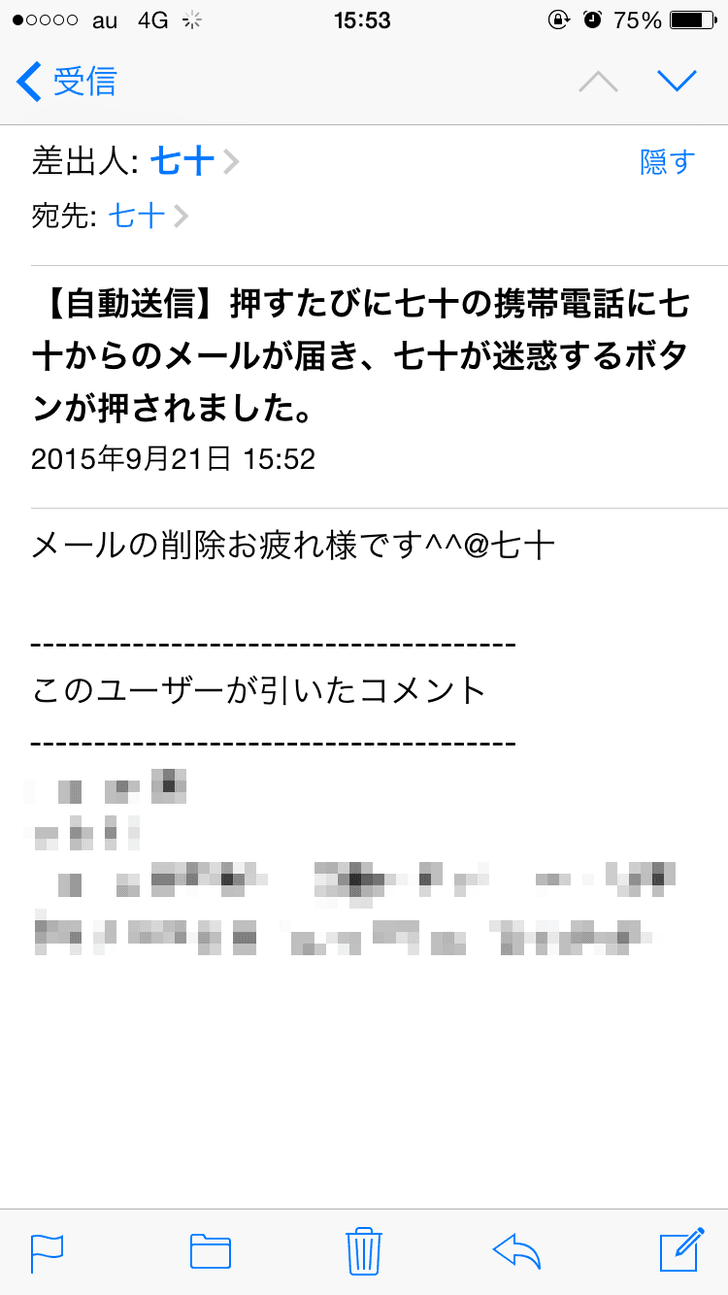 au 4G 15:53 75%
受信
差出人: 七十 隠す
宛先: 七十
【自動送信】押すたびに七十の携帯電話に七
十からのメールが届き、七十が迷惑するボタ
ンが押されました。
2015年9月21日 15:52
メールの削除お疲れ様です^^@七十
-------------------------------------
このユーザーが引いたコメント
-------------------------------------